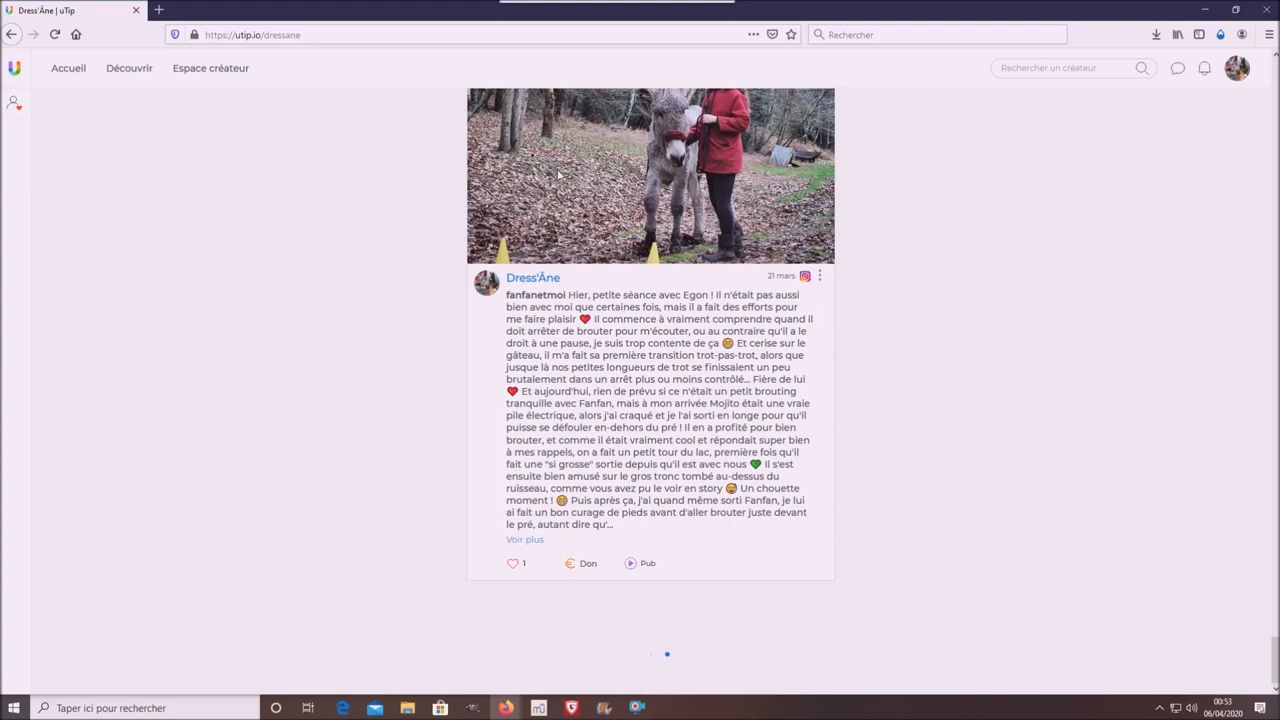 Dress'Âne | uTip
https://utip.io/dressane
Rechercher
Accueil Découvrir Espace créateur
Rechercher un créateur
Dress'Âne
21 mars
fanfanetmoi Hier, petite séance avec Egon ! Il n'était pas aussi
bien avec moi que certaines fois, mais il a fait des efforts pour
me faire plaisir ❤️ Il commence à vraiment comprendre quand il
doit arrêter de brouter pour m'écouter, ou au contraire qu'il a le
droit à une pause, je suis trop contente de ça 😁 Et cerise sur le
gâteau, il m'a fait sa première transition trot-pas-trot, alors que
jusque là nos petites longueurs de trot se finissaient un peu
brutalement dans un arrêt plus ou moins contrôlé... Fière de lui
❤️ Et aujourd'hui, rien de prévu si ce n'était un petit brouting
tranquille avec Fanfan, mais à mon arrivée Mojito était une vraie
pile électrique, alors j'ai craqué et je l'ai sorti en longe pour qu'il
puisse se défouler en-dehors du pré ! Il en a profité pour bien
brouter, et comme il était vraiment cool et répondait super bien
à mes rappels, on a fait un petit tour du lac, première fois qu'il
fait une "si grosse" sortie depuis qu'il est avec nous 💚 Il s'est
ensuite bien amusé sur le gros tronc tombé au-dessus du
ruisseau, comme vous avez pu le voir en story 😅 Un chouette
moment ! 😁 Puis après ça, j'ai quand même sorti Fanfan, je lui
ai fait un bon curage de pieds avant d'aller brouter juste devant
le pré, autant dire qu'...
Voir plus
1 Don Pub
Taper ici pour rechercher
00:53
06/04/2020